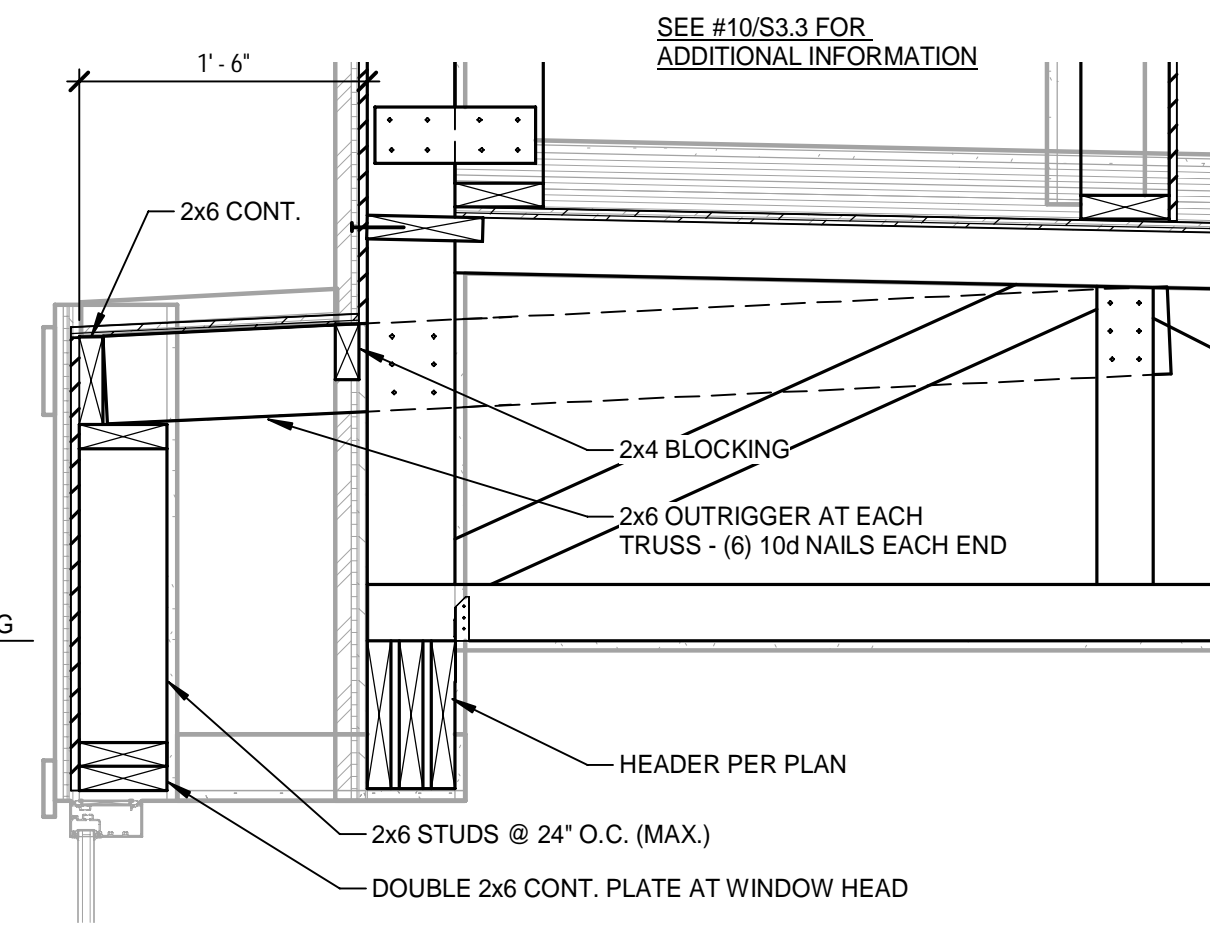 SEE #10/S3.3 FOR
ADDITIONAL INFORMATION
1' - 6"
2x6 CONT.
2x4 BLOCKING
2x6 OUTRIGGER AT EACH
TRUSS - (6) 10d NAILS EACH END
G
HEADER PER PLAN
2x6 STUDS @ 24" O.C. (MAX.)
DOUBLE 2x6 CONT. PLATE AT WINDOW HEAD